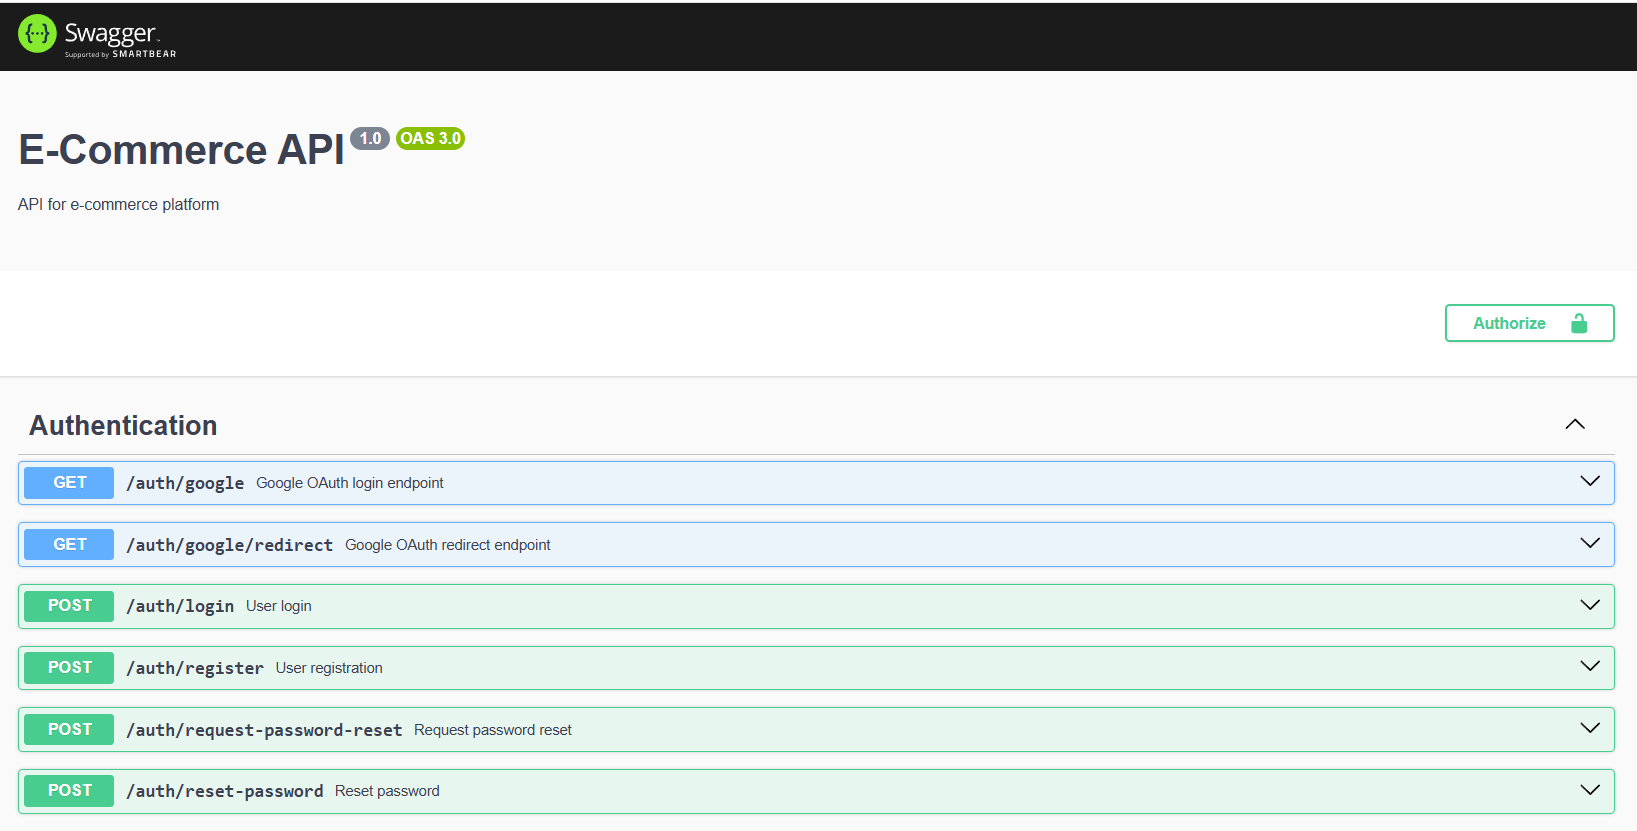 Swagger
Supported by SMARTBEAR
E-Commerce API 1.0 OAS 3.0
API for e-commerce platform
Authorize
Authentication
GET /auth/google Google OAuth login endpoint
GET /auth/google/redirect Google OAuth redirect endpoint
POST /auth/login User login
POST /auth/register User registration
POST /auth/request-password-reset Request password reset
POST /auth/reset-password Reset password